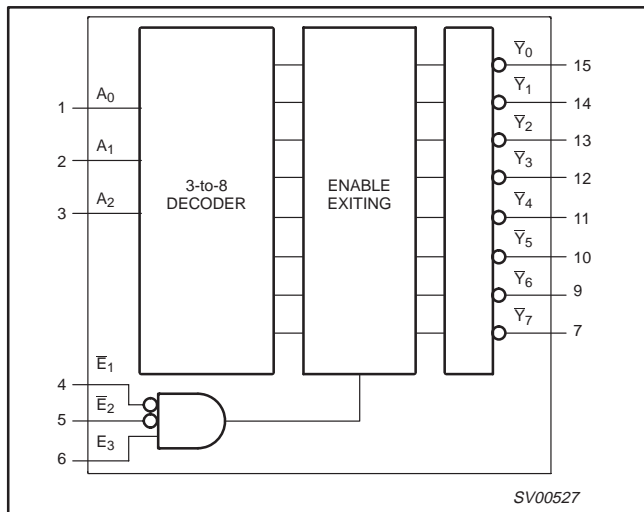 Y̅0
15
A0
1
Y̅1
14
A1
2
Y̅2
13
Y̅3
12
A2
3
3-to-8
DECODER
ENABLE
EXITING
Y̅4
11
Y̅5
10
Y̅6
9
Y̅7
7
E̅1
4
E̅2
5
E3
6
SV00527